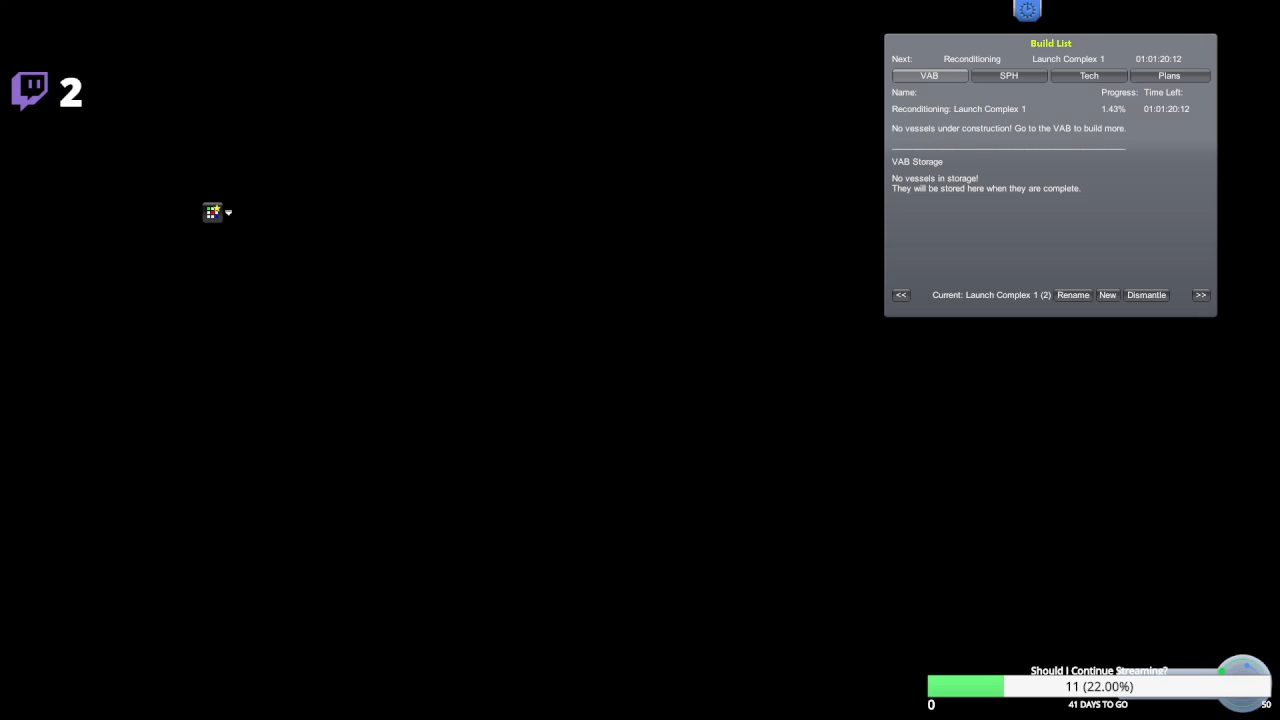 2
Build List
Next: Reconditioning Launch Complex 1 01:01:20:12
VAB SPH Tech Plans
Name: Progress: Time Left:
Reconditioning: Launch Complex 1 1.43% 01:01:20:12
No vessels under construction! Go to the VAB to build more.
VAB Storage
No vessels in storage!
They will be stored here when they are complete.
<< Current: Launch Complex 1 (2) Rename New Dismantle >>
Should I Continue Streaming?
11 (22.00%)
0 41 DAYS TO GO 50